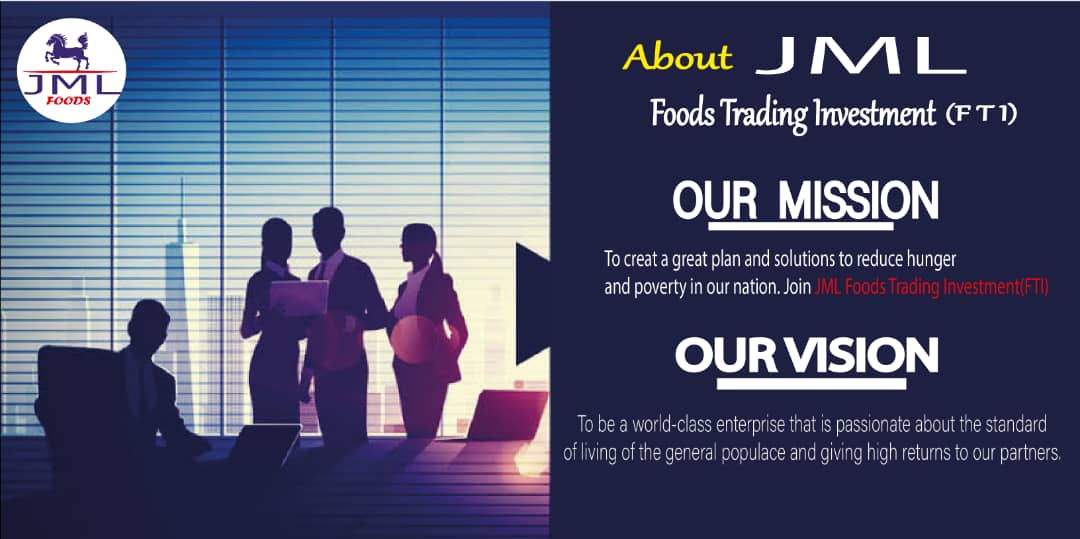 JML
FOODS
About JML
Foods Trading Investment (FTI)
OUR MISSION
To creat a great plan and solutions to reduce hunger
and poverty in our nation. Join JML Foods Trading Investment(FTI)
OUR VISION
To be a world-class enterprise that is passionate about the standard
of living of the general populace and giving high returns to our partners.